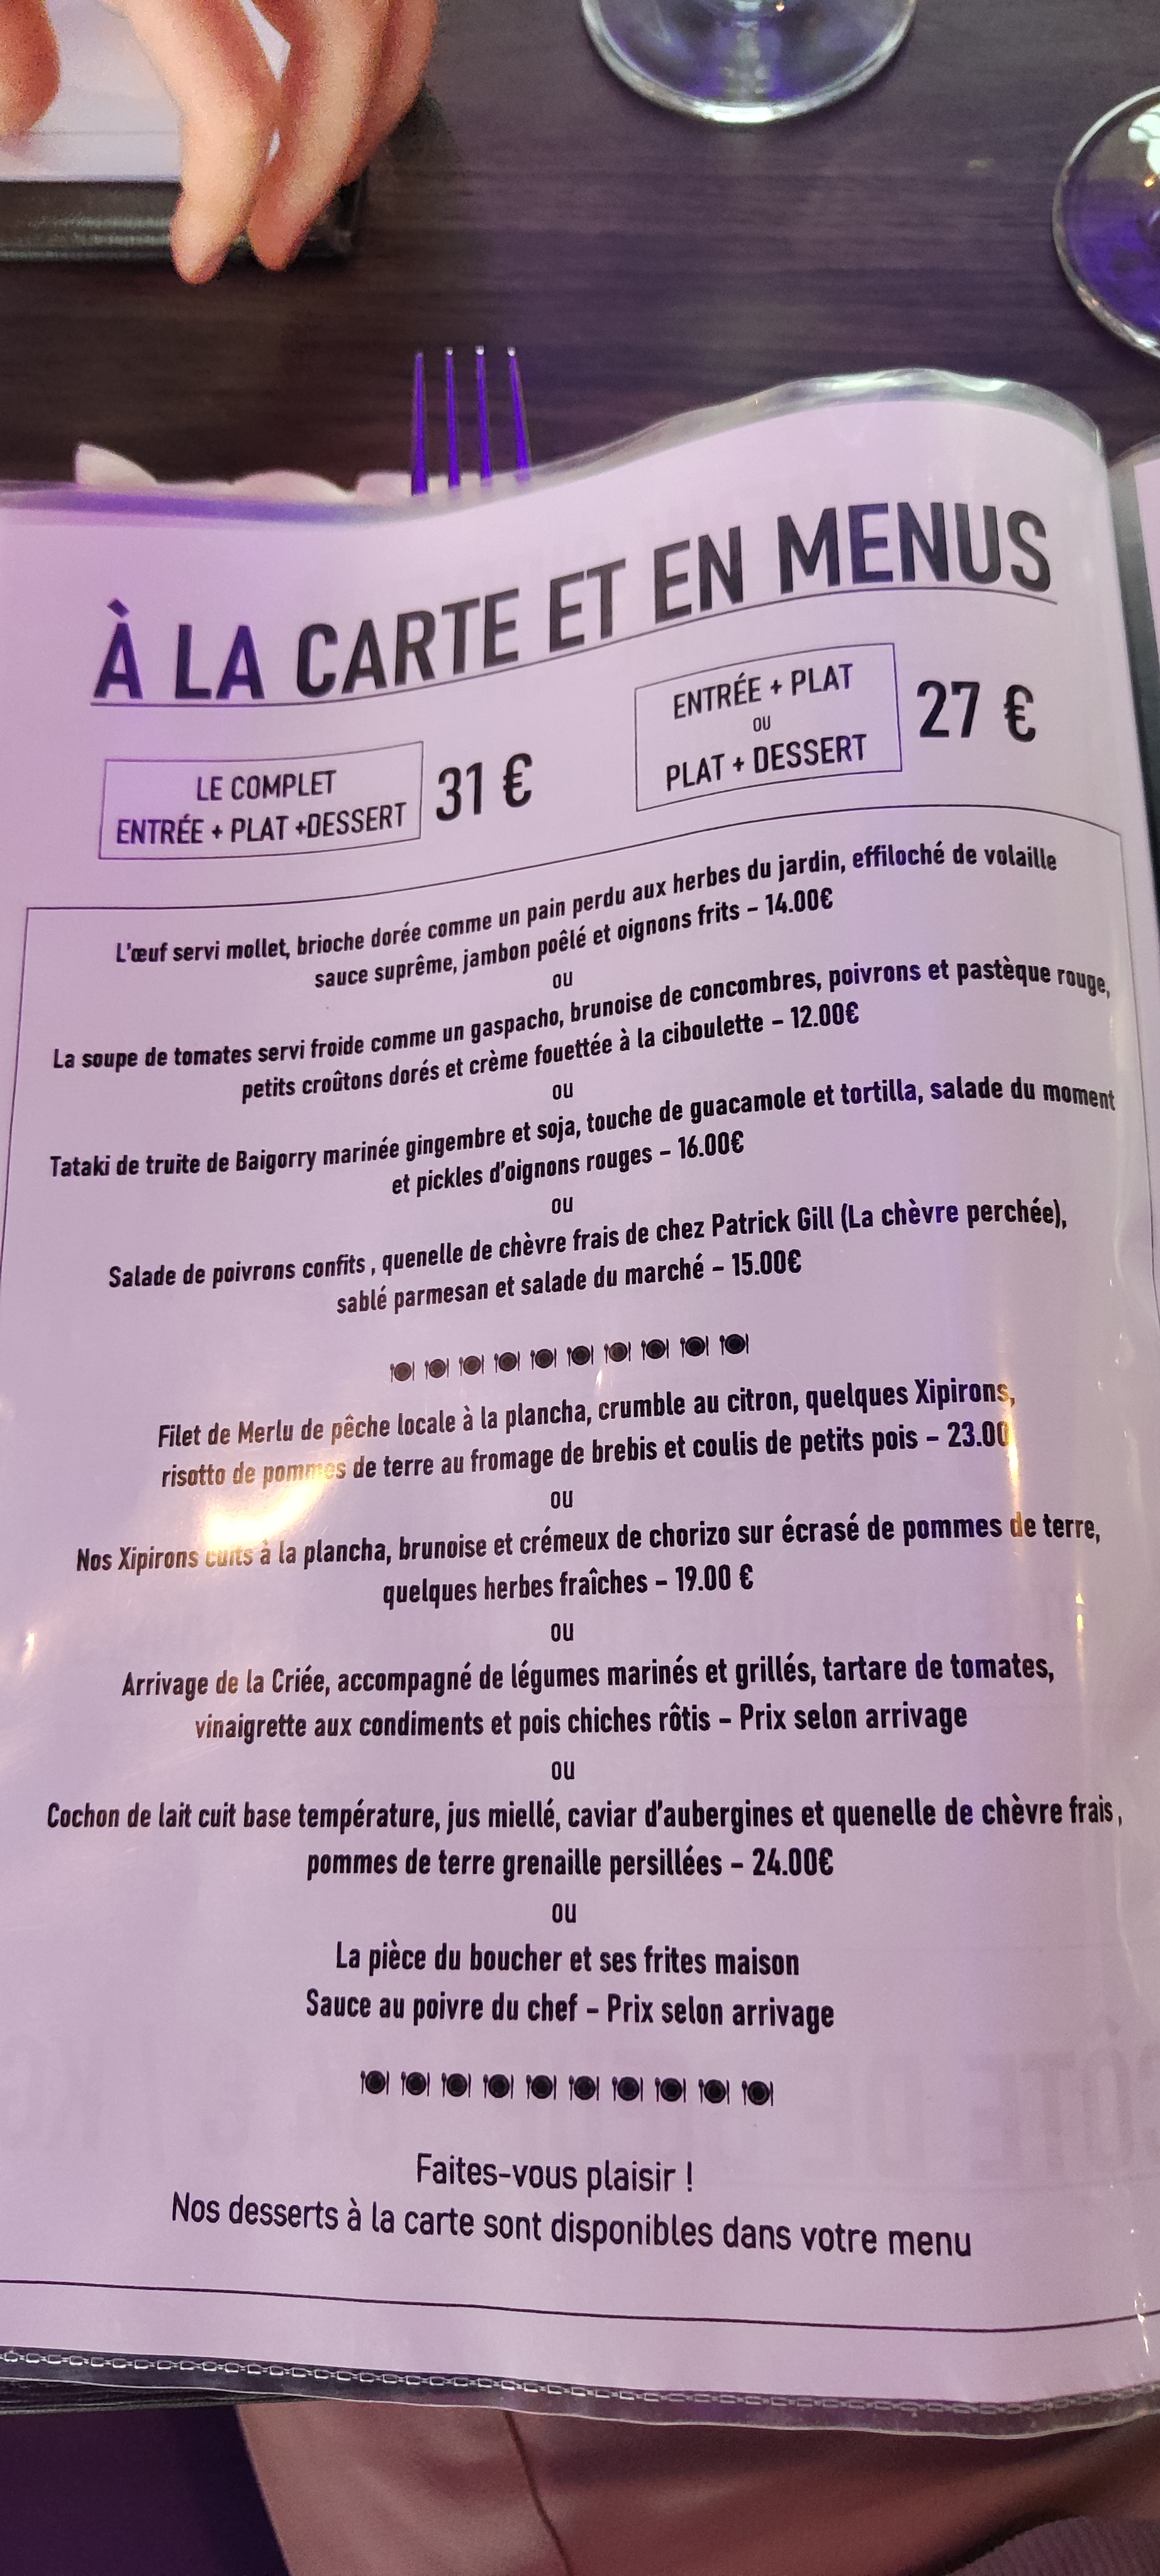 À LA CARTE ET EN MENUS
LE COMPLET
ENTRÉE + PLAT +DESSERT
31 €
ENTRÉE + PLAT
OU
PLAT + DESSERT
27 €
L'œuf servi mollet, brioche dorée comme un pain perdu aux herbes du jardin, effiloché de volaille
sauce suprême, jambon poêlé et oignons frits – 14.00€
ou
La soupe de tomates servi froide comme un gaspacho, brunoise de concombres, poivrons et pastèque rouge,
petits croûtons dorés et crème fouettée à la ciboulette – 12.00€
ou
Tataki de truite de Baigorry marinée gingembre et soja, touche de guacamole et tortilla, salade du moment
et pickles d'oignons rouges – 16.00€
ou
Salade de poivrons confits , quenelle de chèvre frais de chez Patrick Gill (La chèvre perchée),
sablé parmesan et salade du marché – 15.00€
Filet de Merlu de pêche locale à la plancha, crumble au citron, quelques Xipirons,
risotto de pommes de terre au fromage de brebis et coulis de petits pois – 23.00
ou
Nos Xipirons cuits à la plancha, brunoise et crémeux de chorizo sur écrasé de pommes de terre,
quelques herbes fraîches – 19.00 €
ou
Arrivage de la Criée, accompagné de légumes marinés et grillés, tartare de tomates,
vinaigrette aux condiments et pois chiches rôtis – Prix selon arrivage
ou
Cochon de lait cuit base température, jus miellé, caviar d'aubergines et quenelle de chèvre frais,
pommes de terre grenaille persillées – 24.00€
ou
La pièce du boucher et ses frites maison
Sauce au poivre du chef – Prix selon arrivage
Faites-vous plaisir !
Nos desserts à la carte sont disponibles dans votre menu